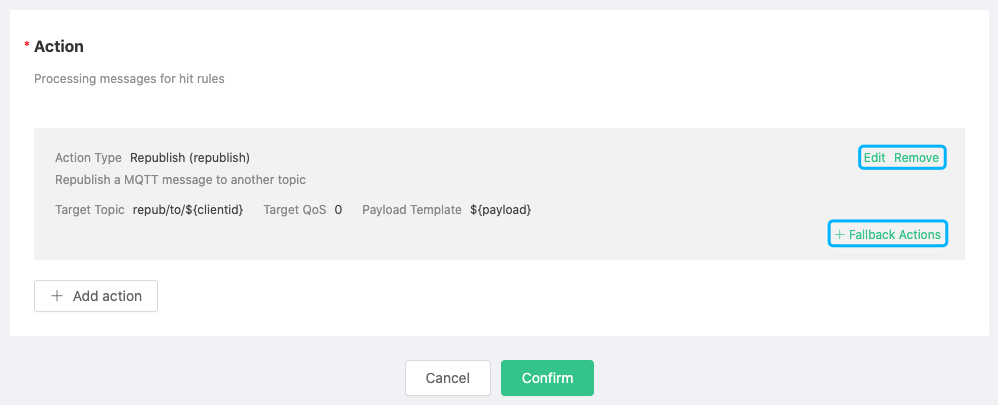 * Action
Processing messages for hit rules
Action Type Republish (republish)
Edit Remove
Republish a MQTT message to another topic
Target Topic repub/to/${clientid} Target QoS 0 Payload Template ${payload}
+ Fallback Actions
+ Add action
Cancel Confirm